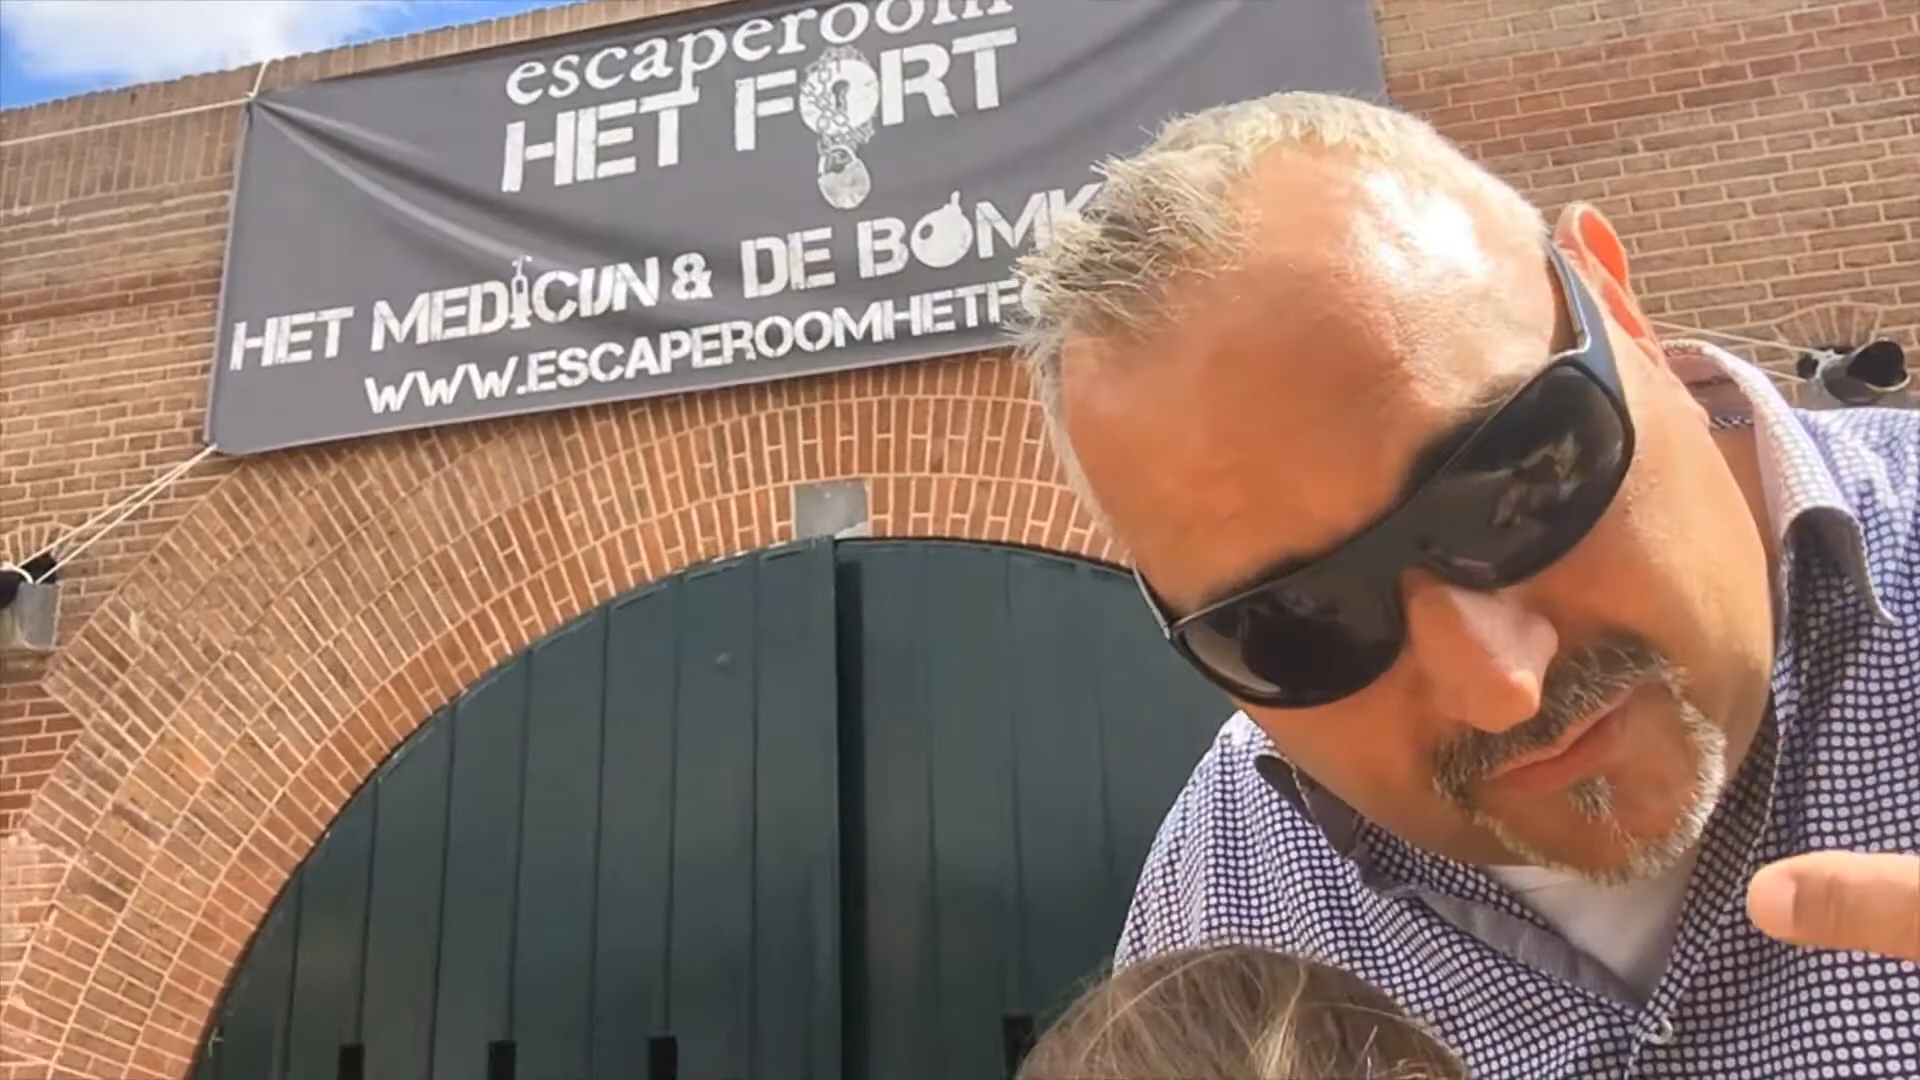 escaperoom
HET FORT
HET MEDICIJN & DE BOM
WWW.ESCAPEROOMHETF